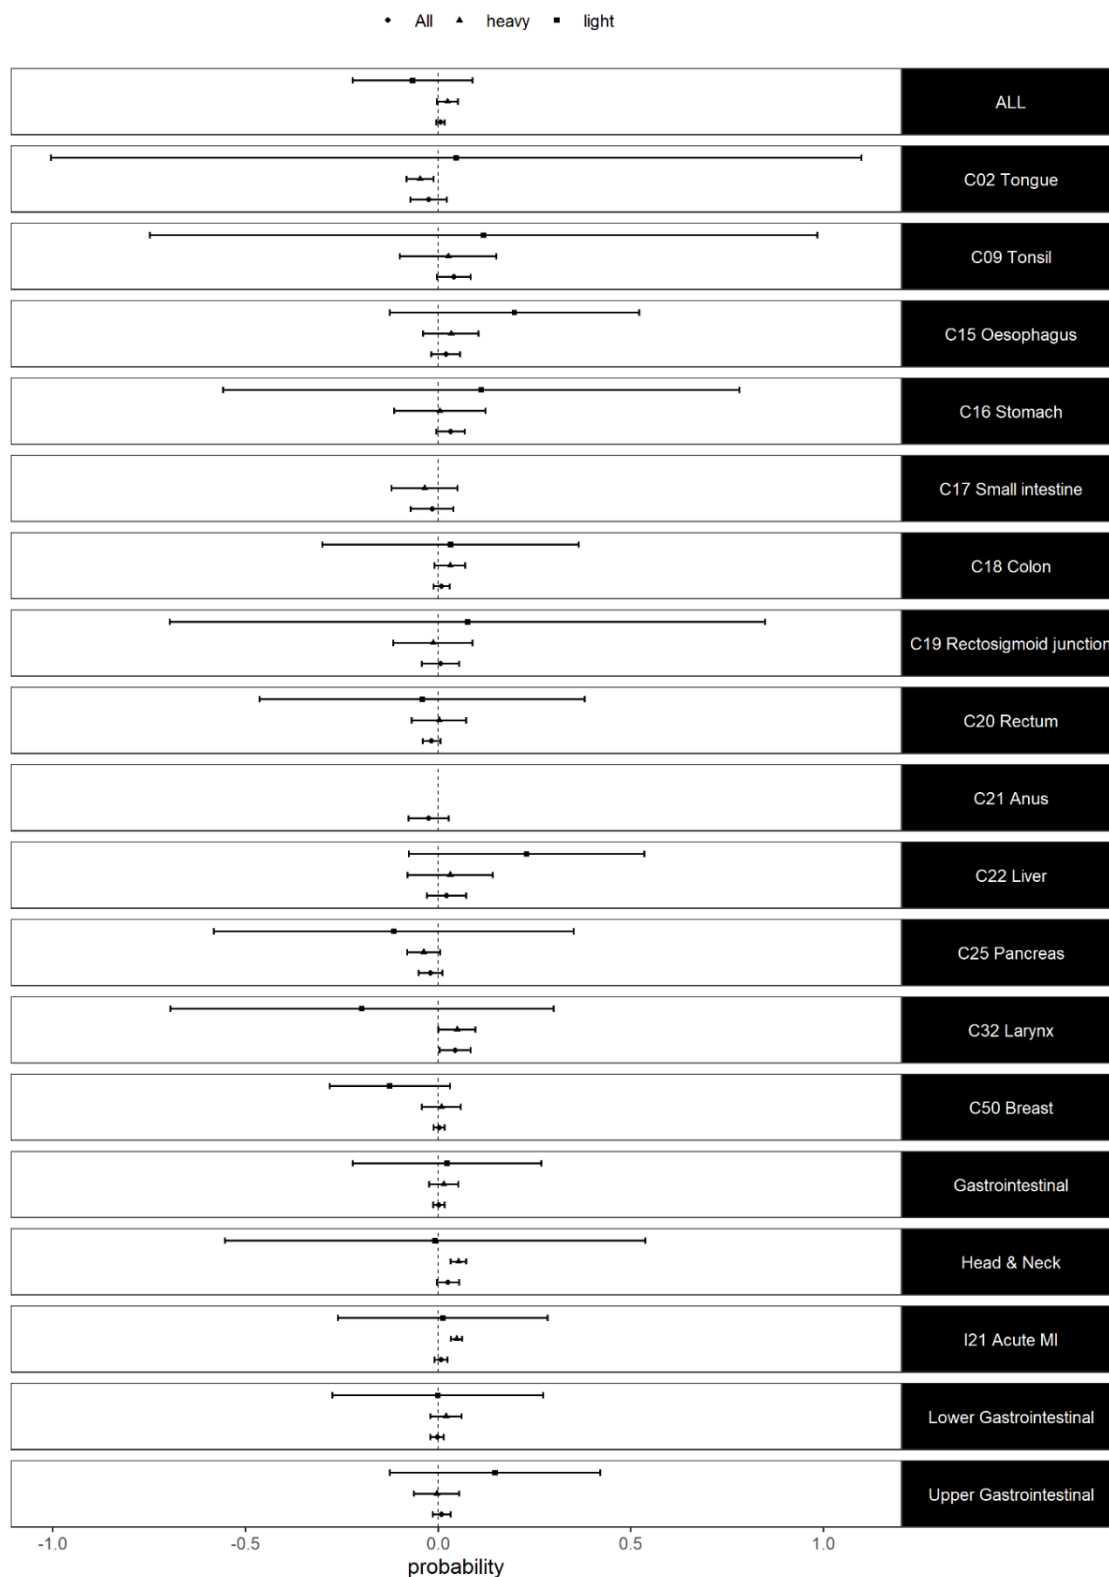 All heavy light
ALL
C02 Tongue
C09 Tonsil
C15 Oesophagus
C16 Stomach
C17 Small intestine
C18 Colon
C19 Rectosigmoid junction
C20 Rectum
C21 Anus
C22 Liver
C25 Pancreas
C32 Larynx
C50 Breast
Gastrointestinal
Head & Neck
I21 Acute MI
Lower Gastrointestinal
Upper Gastrointestinal
-1.0 -0.5 0.0 0.5 1.0
probability